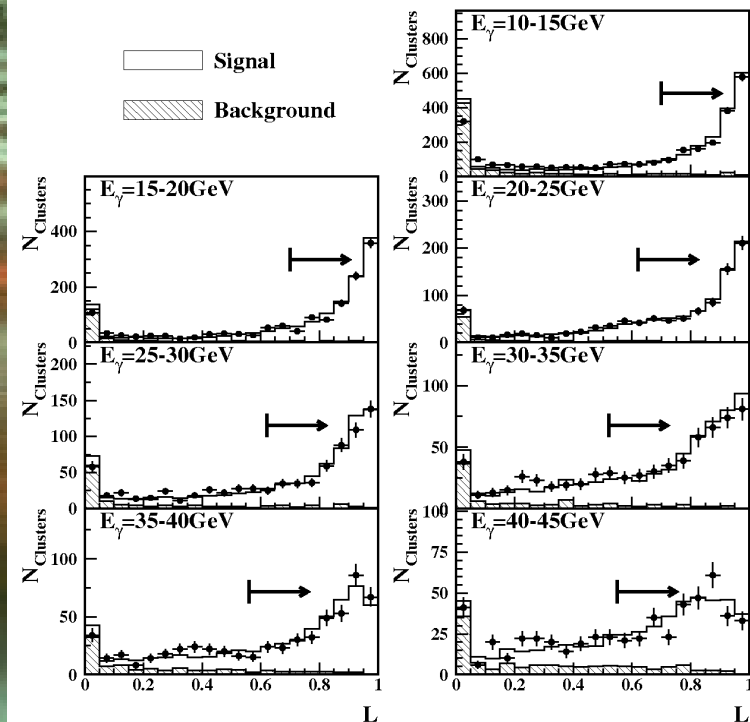 Signal
Background
E_γ=10-15GeV
N_Clusters
800
600
400
200
0
E_γ=15-20GeV
N_Clusters
400
200
0
E_γ=20-25GeV
N_Clusters
300
200
100
0
E_γ=25-30GeV
N_Clusters
200
150
100
50
0
E_γ=30-35GeV
N_Clusters
100
50
0
E_γ=35-40GeV
N_Clusters
100
50
0
0 0.2 0.4 0.6 0.8 1
L
E_γ=40-45GeV
N_Clusters
100
75
50
25
0
0 0.2 0.4 0.6 0.8 1
L